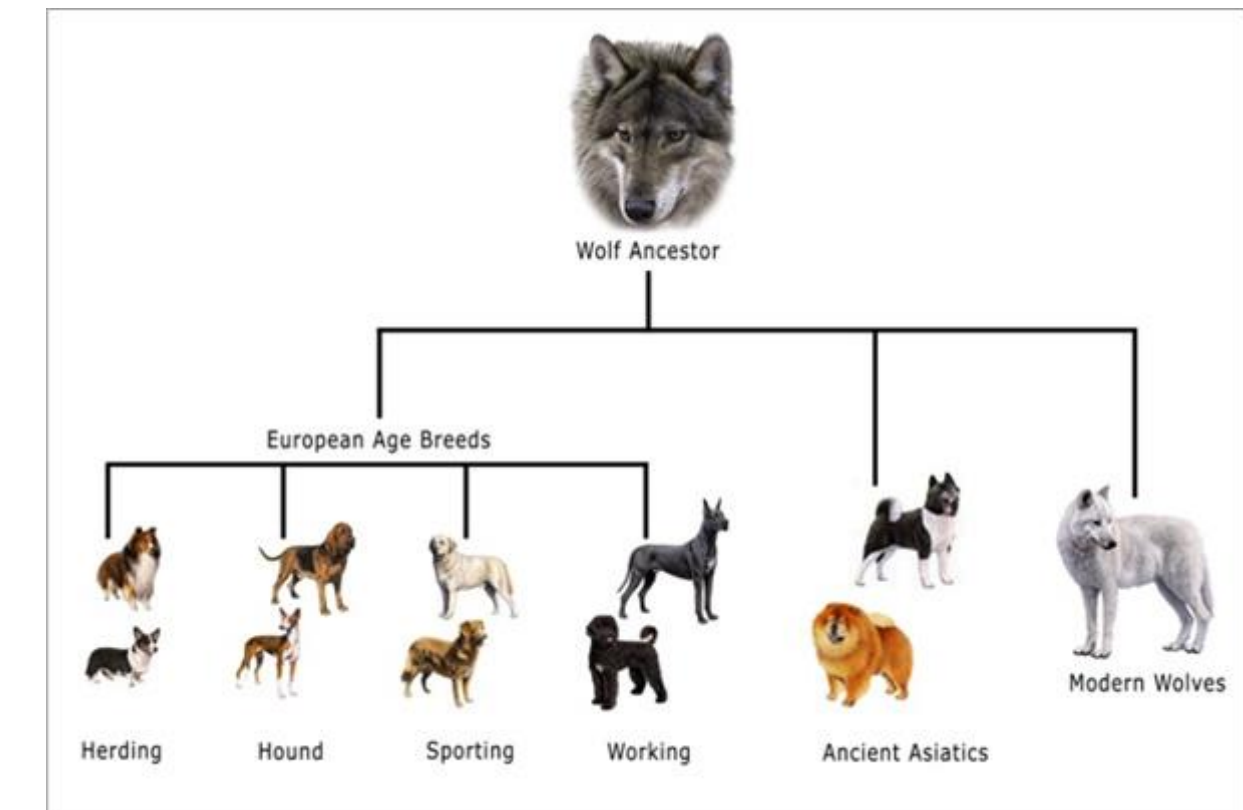 Wolf Ancestor
European Age Breeds
Modern Wolves
Herding
Hound
Sporting
Working
Ancient Asiatics